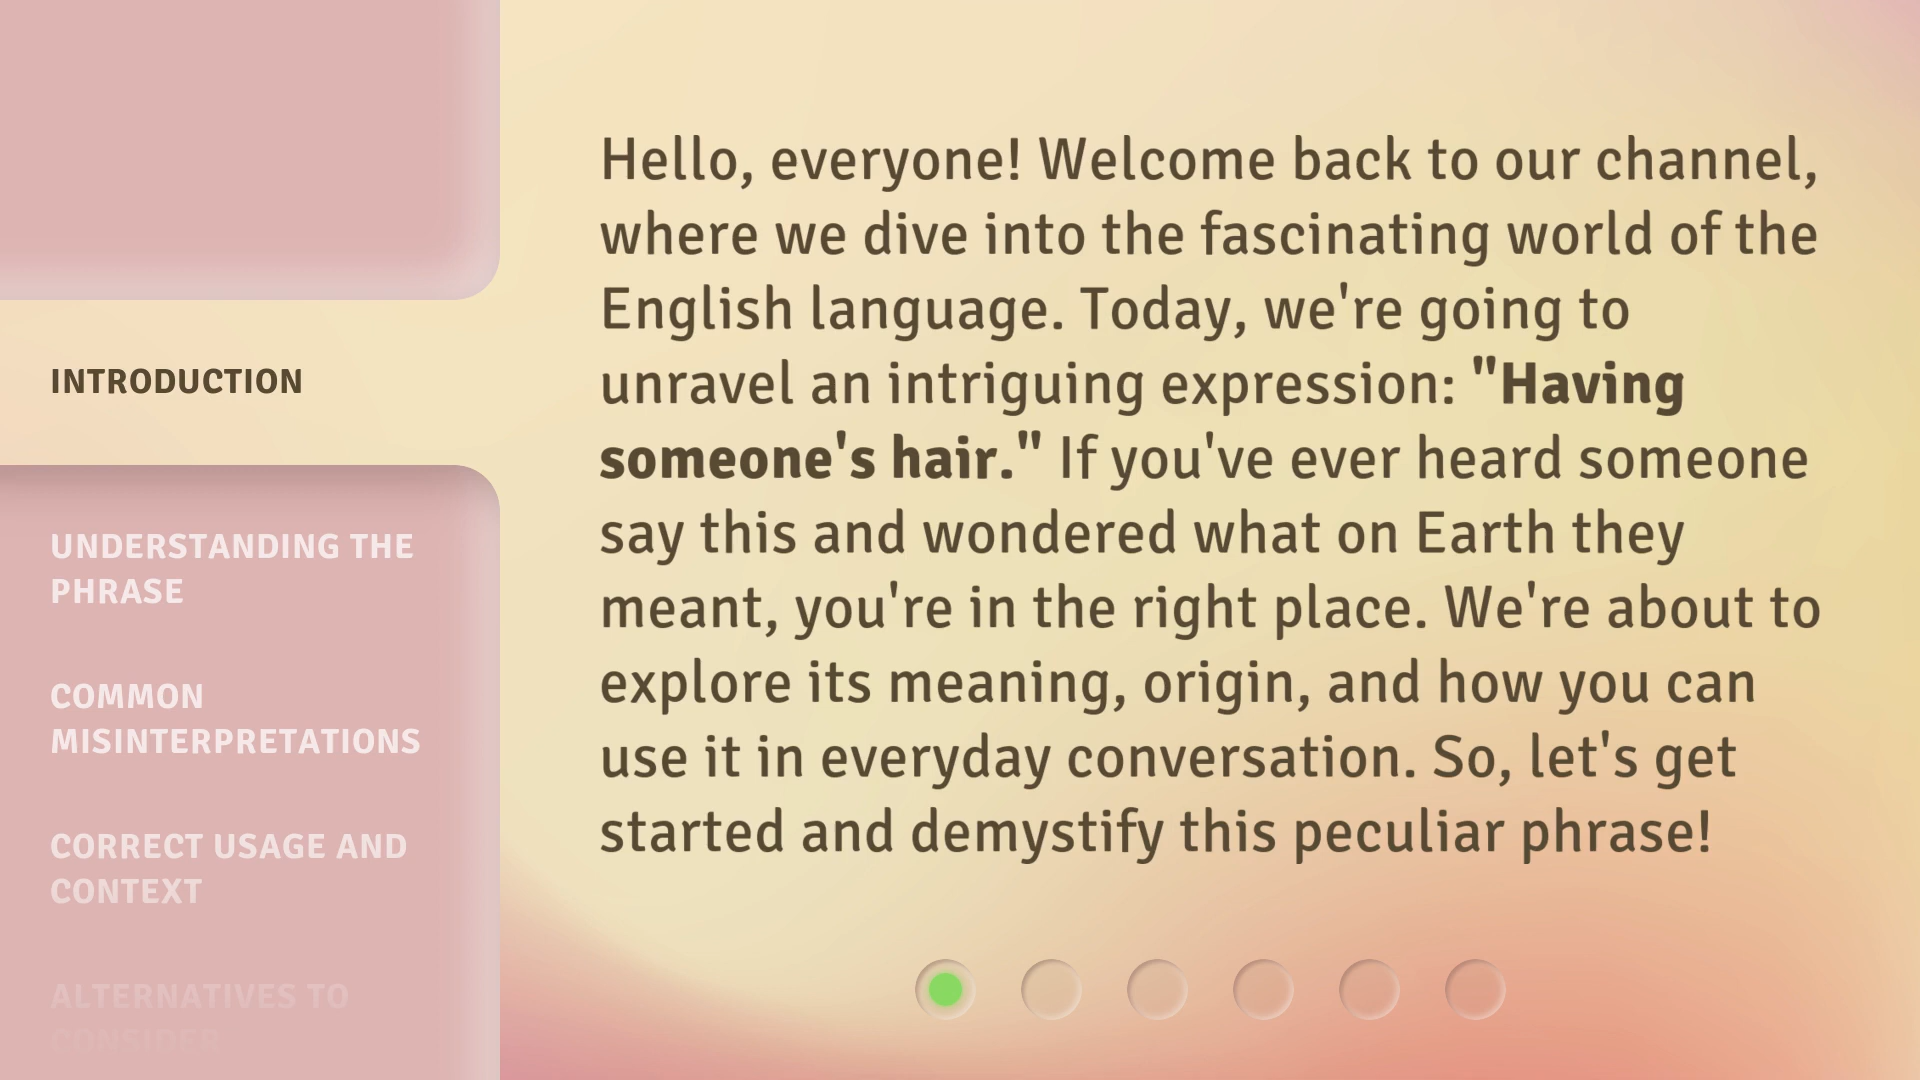 INTRODUCTION
UNDERSTANDING THE
PHRASE
COMMON
MISINTERPRETATIONS
CORRECT USAGE AND
CONTEXT
ALTERNATIVES TO
CONSIDER
Hello, everyone! Welcome back to our channel,
where we dive into the fascinating world of the
English language. Today, we're going to
unravel an intriguing expression: "Having
someone's hair." If you've ever heard someone
say this and wondered what on Earth they
meant, you're in the right place. We're about to
explore its meaning, origin, and how you can
use it in everyday conversation. So, let's get
started and demystify this peculiar phrase!